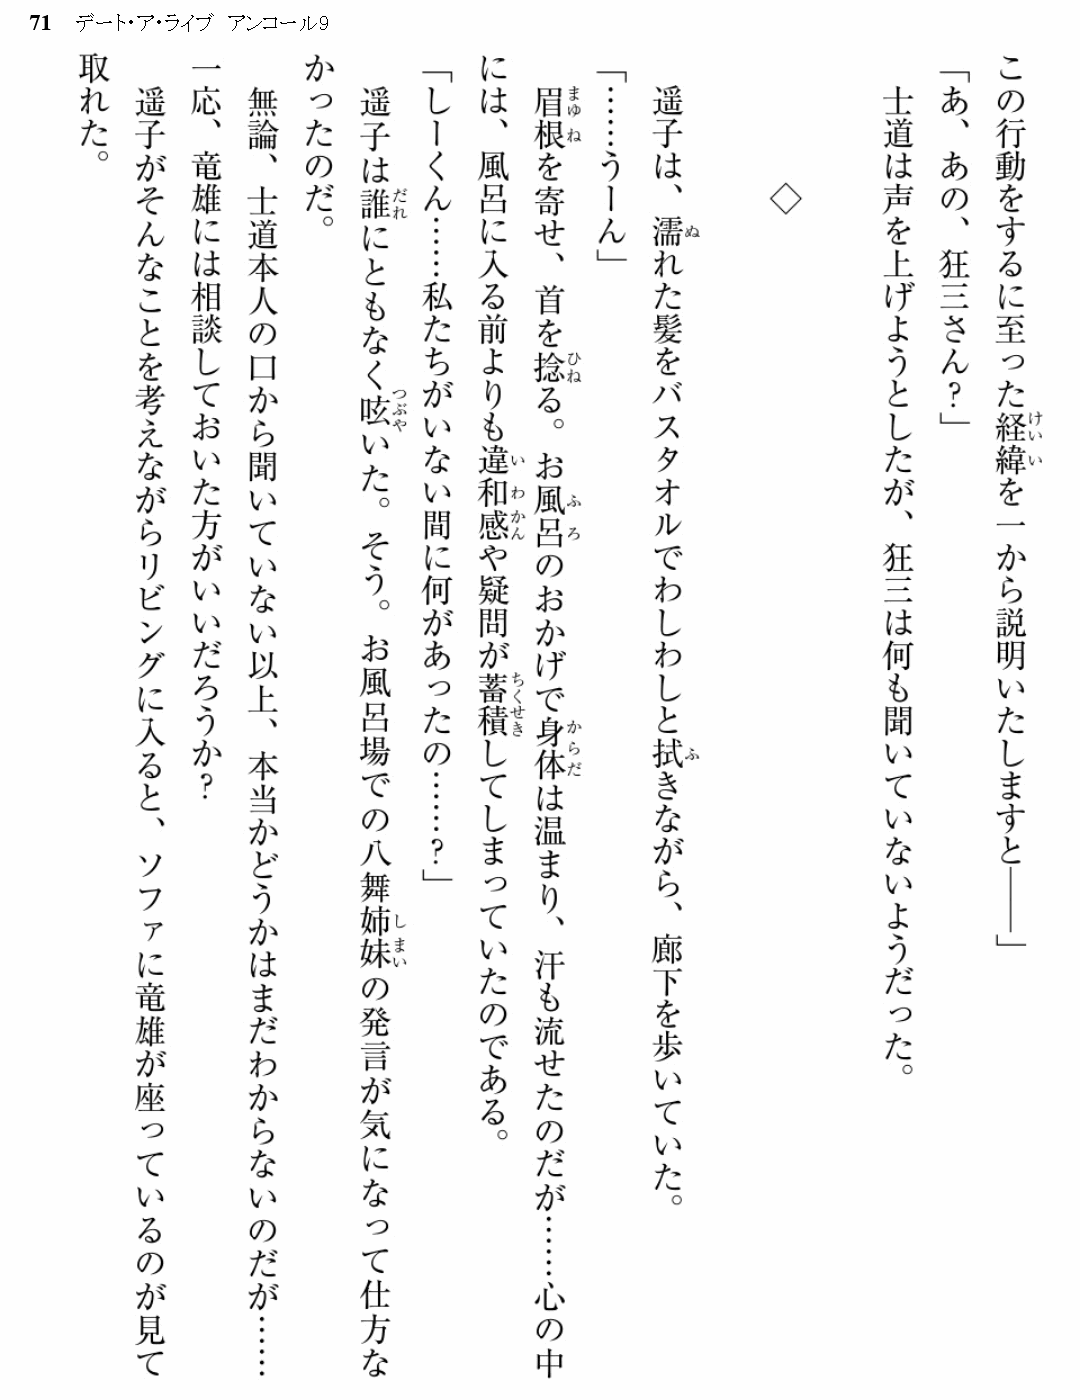 71 デート・ア・ライブ アンコール9
この行動をするに至った経緯を一から説明いたしますと――」
「あ、あの、狂三さん？」
士道は声を上げようとしたが、狂三は何も聞いていないようだった。
◇
遥子は、濡れた髪をバスタオルでわしわしと拭きながら、廊下を歩いていた。
「……うーん」
眉根を寄せ、首を捻る。お風呂のおかげで身体は温まり、汗も流せたのだが……心の中
には、風呂に入る前よりも違和感や疑問が蓄積してしまっていたのである。
「しーくん……私たちがいない間に何があったの……？」
遥子は誰にともなく呟いた。そう。お風呂場での八舞姉妹の発言が気になって仕方な
かったのだ。
無論、士道本人の口から聞いていない以上、本当かどうかはまだわからないのだが……
一応、竜雄には相談しておいた方がいいだろうか？
遥子がそんなことを考えながらリビングに入ると、ソファに竜雄が座っているのが見て
取れた。